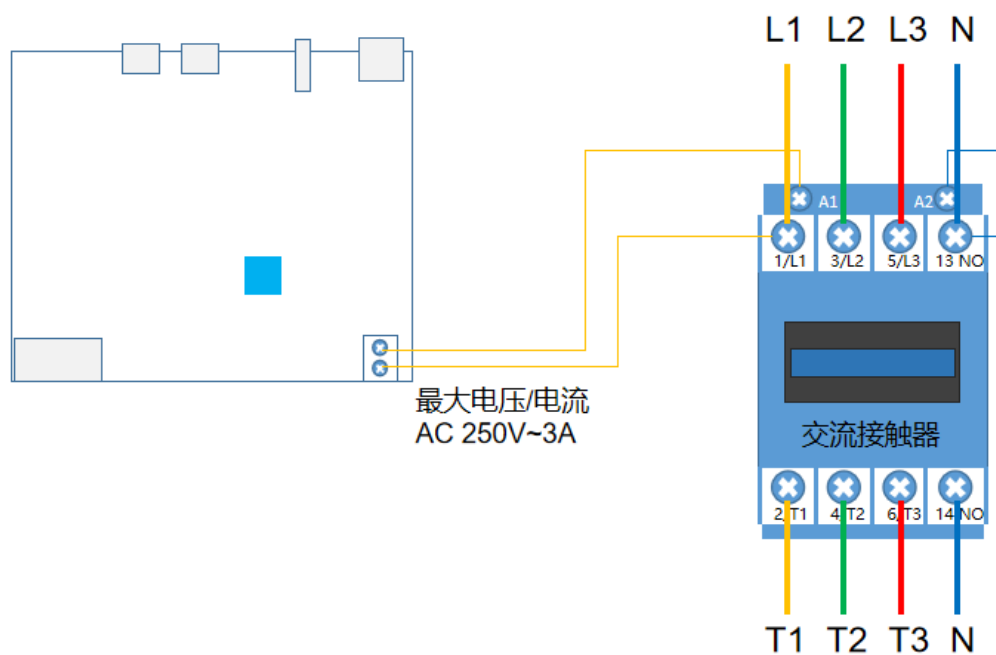 L1 L2 L3 N
A1 A2
1/L1 3/L2 5/L3 13 NO
最大电压/电流
AC 250V~3A
交流接触器
2/T1 4/T2 6/T3 14 NO
T1 T2 T3 N